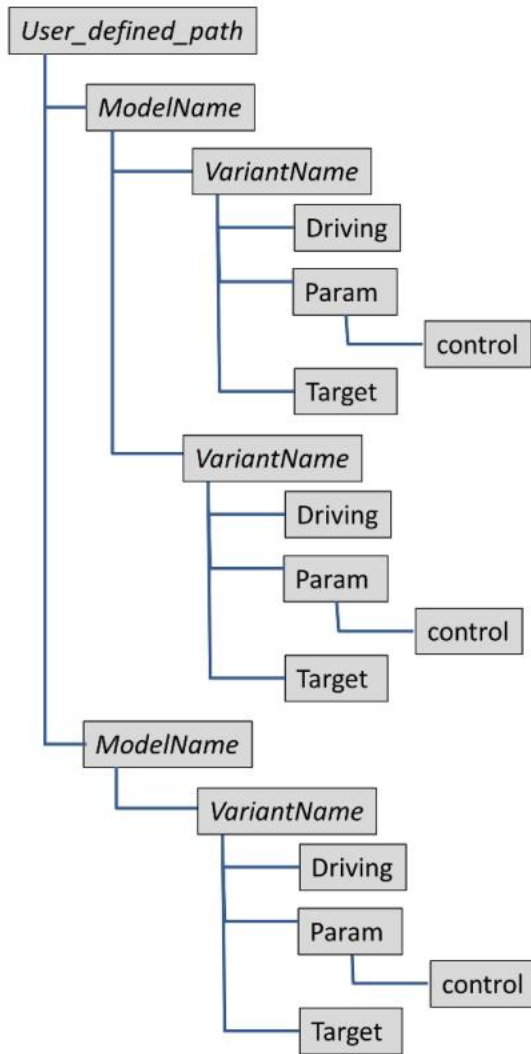 User_defined_path
ModelName
VariantName
Driving
Param
control
Target
VariantName
Driving
Param
control
Target
ModelName
VariantName
Driving
Param
control
Target